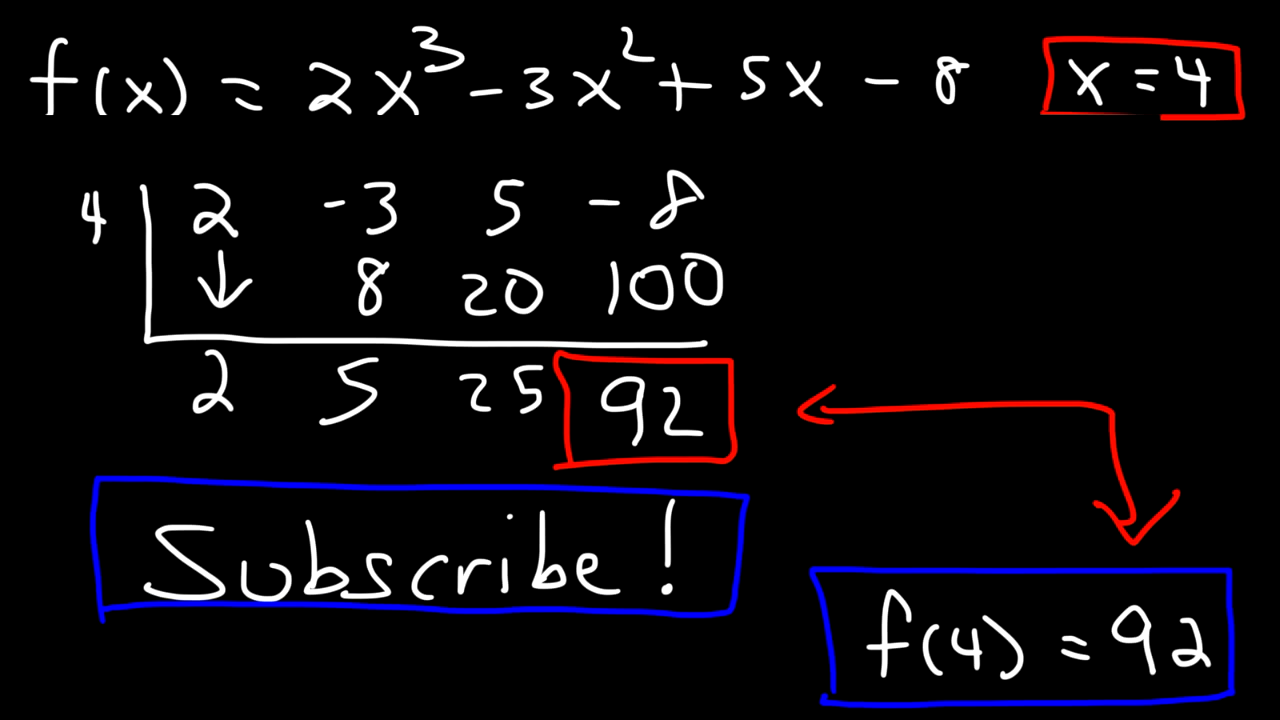 f(x) = 2x³ - 3x² + 5x - 8 x = 4
4 2 -3 5 -8
↓ 8 20 100
2 5 25 92
Subscribe!
f(4) = 92